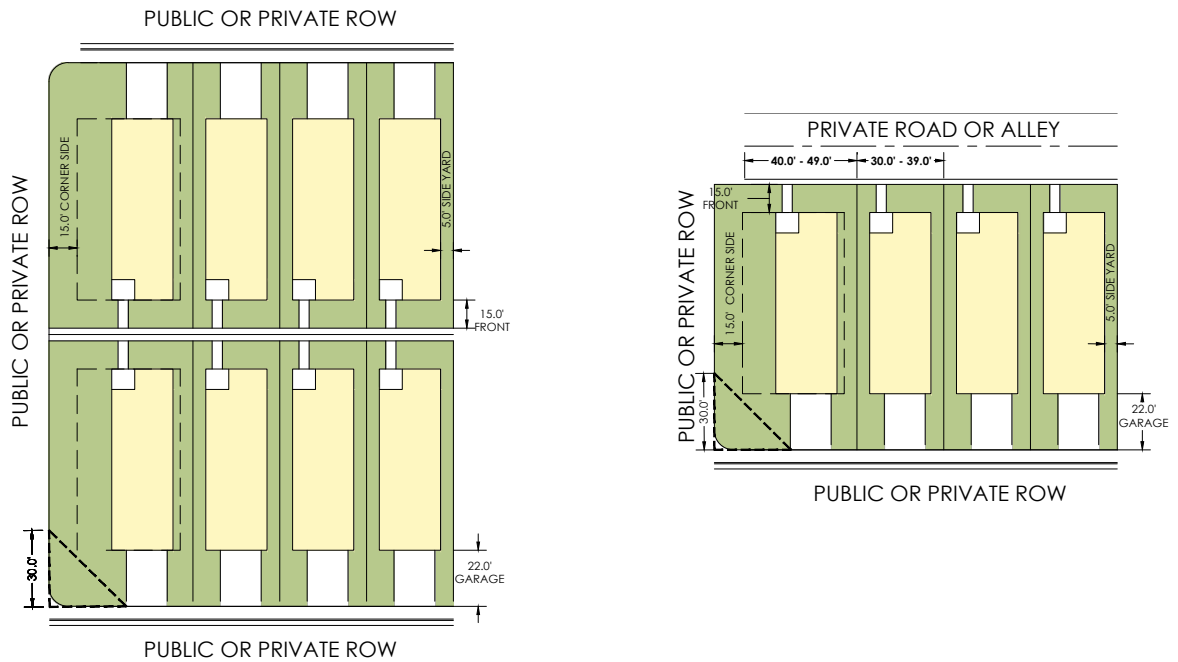 PUBLIC OR PRIVATE ROW
PUBLIC OR PRIVATE ROW
15.0' CORNER SIDE
5.0' SIDE YARD
15.0'
FRONT
30.0'
22.0'
GARAGE
PUBLIC OR PRIVATE ROW
PRIVATE ROAD OR ALLEY
40.0' - 49.0'
30.0' - 39.0'
15.0'
FRONT
PUBLIC OR PRIVATE ROW
15.0' CORNER SIDE
5.0' SIDE YARD
30.0'
22.0'
GARAGE
PUBLIC OR PRIVATE ROW